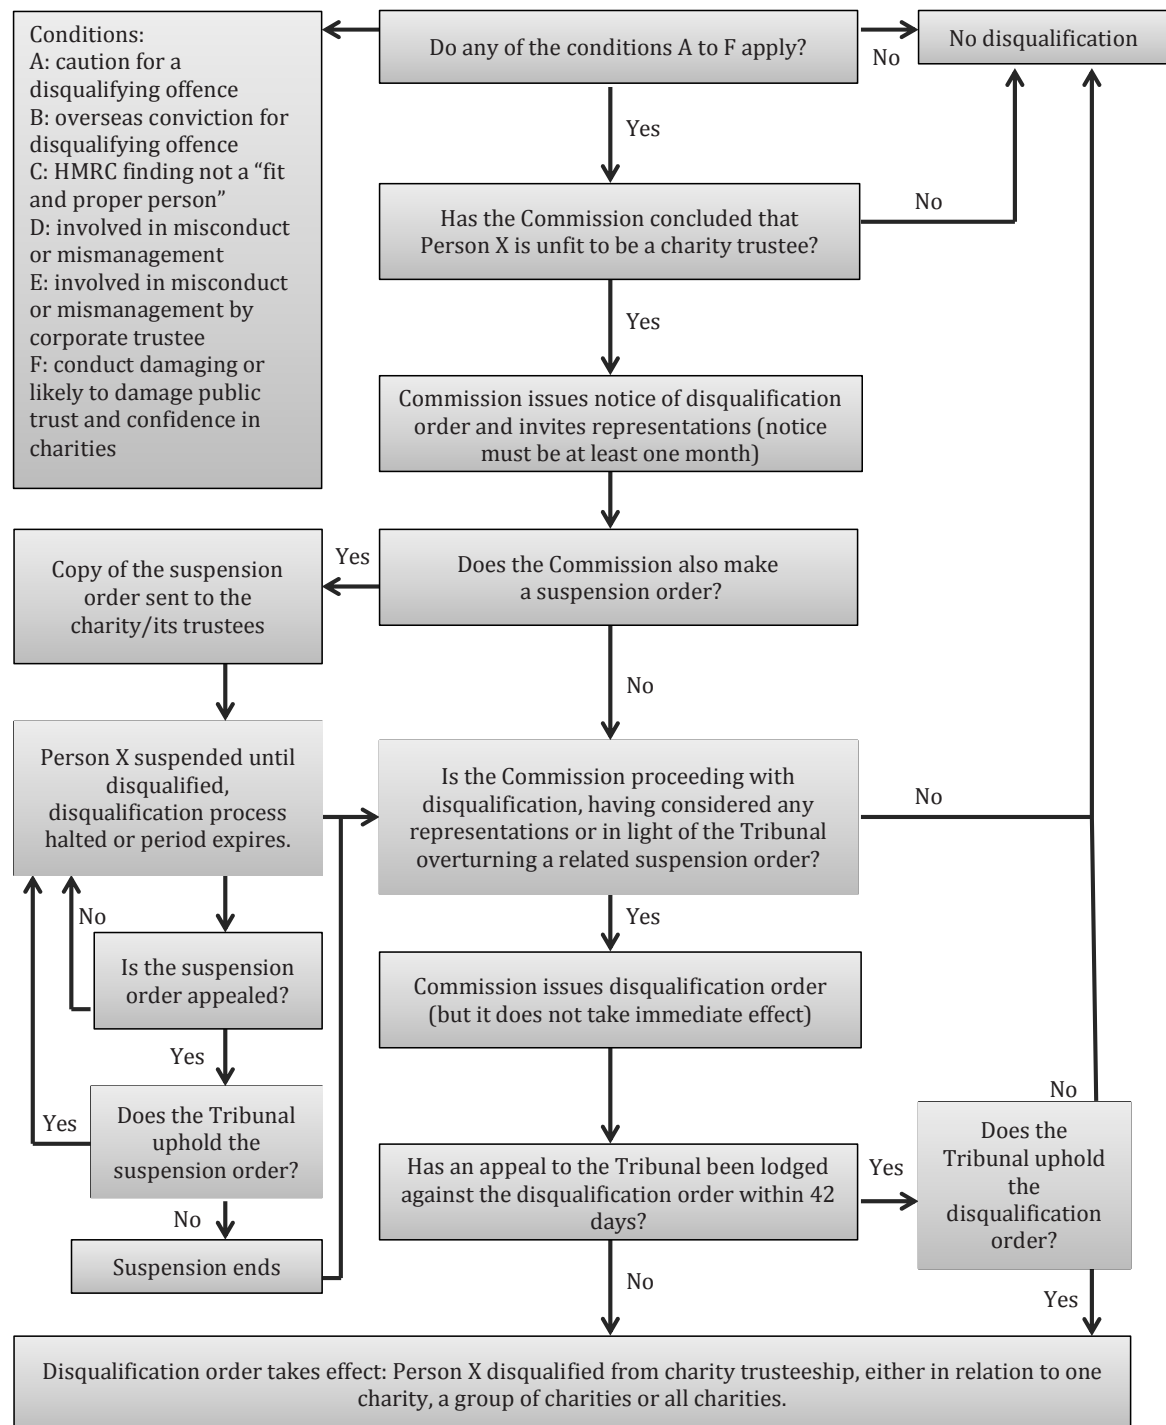 Conditions:
A: caution for a
disqualifying offence
B: overseas conviction for
disqualifying offence
C: HMRC finding not a “fit
and proper person”
D: involved in misconduct
or mismanagement
E: involved in misconduct
or mismanagement by
corporate trustee
F: conduct damaging or
likely to damage public
trust and confidence in
charities
Do any of the conditions A to F apply?
No
No disqualification
Yes
Has the Commission concluded that
Person X is unfit to be a charity trustee?
No
Yes
Commission issues notice of disqualification
order and invites representations (notice
must be at least one month)
Does the Commission also make
a suspension order?
Yes
Copy of the suspension
order sent to the
charity/its trustees
No
Person X suspended until
disqualified,
disqualification process
halted or period expires.
Is the Commission proceeding with
disqualification, having considered any
representations or in light of the Tribunal
overturning a related suspension order?
No
No
Is the suspension
order appealed?
Yes
Commission issues disqualification order
(but it does not take immediate effect)
Yes
Yes
Does the Tribunal
uphold the
suspension order?
No
Suspension ends
Has an appeal to the Tribunal been lodged
against the disqualification order within 42
days?
Yes
No
Does the
Tribunal uphold
the
disqualification
order?
No
Yes
Disqualification order takes effect: Person X disqualified from charity trusteeship, either in relation to one
charity, a group of charities or all charities.